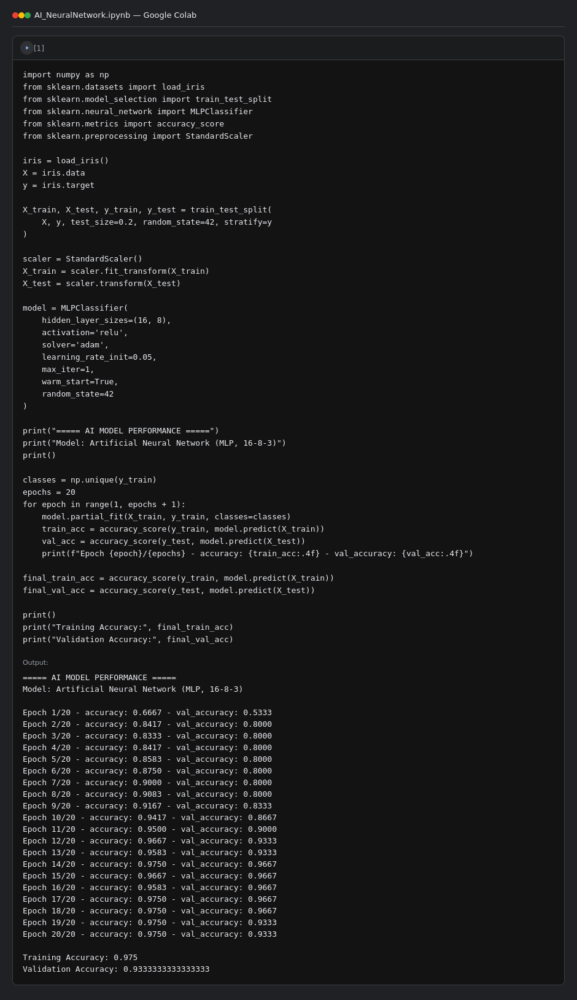 AI_NeuralNetwork.ipynb — Google Colab
[1]
import numpy as np
from sklearn.datasets import load_iris
from sklearn.model_selection import train_test_split
from sklearn.neural_network import MLPClassifier
from sklearn.metrics import accuracy_score
from sklearn.preprocessing import StandardScaler

iris = load_iris()
X = iris.data
y = iris.target

X_train, X_test, y_train, y_test = train_test_split(
    X, y, test_size=0.2, random_state=42, stratify=y
)

scaler = StandardScaler()
X_train = scaler.fit_transform(X_train)
X_test = scaler.transform(X_test)

model = MLPClassifier(
    hidden_layer_sizes=(16, 8),
    activation='relu',
    solver='adam',
    learning_rate_init=0.05,
    max_iter=1,
    warm_start=True,
    random_state=42
)

print("===== AI MODEL PERFORMANCE =====")
print("Model: Artificial Neural Network (MLP, 16-8-3)")
print()

classes = np.unique(y_train)
epochs = 20
for epoch in range(1, epochs + 1):
    model.partial_fit(X_train, y_train, classes=classes)
    train_acc = accuracy_score(y_train, model.predict(X_train))
    val_acc = accuracy_score(y_test, model.predict(X_test))
    print(f"Epoch {epoch}/{epochs} - accuracy: {train_acc:.4f} - val_accuracy: {val_acc:.4f}")

final_train_acc = accuracy_score(y_train, model.predict(X_train))
final_val_acc = accuracy_score(y_test, model.predict(X_test))

print()
print("Training Accuracy:", final_train_acc)
print("Validation Accuracy:", final_val_acc)

Output:
===== AI MODEL PERFORMANCE =====
Model: Artificial Neural Network (MLP, 16-8-3)

Epoch 1/20 - accuracy: 0.6667 - val_accuracy: 0.5333
Epoch 2/20 - accuracy: 0.8417 - val_accuracy: 0.8000
Epoch 3/20 - accuracy: 0.8333 - val_accuracy: 0.8000
Epoch 4/20 - accuracy: 0.8417 - val_accuracy: 0.8000
Epoch 5/20 - accuracy: 0.8583 - val_accuracy: 0.8000
Epoch 6/20 - accuracy: 0.8750 - val_accuracy: 0.8000
Epoch 7/20 - accuracy: 0.9000 - val_accuracy: 0.8000
Epoch 8/20 - accuracy: 0.9083 - val_accuracy: 0.8000
Epoch 9/20 - accuracy: 0.9167 - val_accuracy: 0.8333
Epoch 10/20 - accuracy: 0.9417 - val_accuracy: 0.8667
Epoch 11/20 - accuracy: 0.9500 - val_accuracy: 0.9000
Epoch 12/20 - accuracy: 0.9667 - val_accuracy: 0.9333
Epoch 13/20 - accuracy: 0.9583 - val_accuracy: 0.9333
Epoch 14/20 - accuracy: 0.9750 - val_accuracy: 0.9667
Epoch 15/20 - accuracy: 0.9667 - val_accuracy: 0.9667
Epoch 16/20 - accuracy: 0.9583 - val_accuracy: 0.9667
Epoch 17/20 - accuracy: 0.9750 - val_accuracy: 0.9667
Epoch 18/20 - accuracy: 0.9750 - val_accuracy: 0.9667
Epoch 19/20 - accuracy: 0.9750 - val_accuracy: 0.9333
Epoch 20/20 - accuracy: 0.9750 - val_accuracy: 0.9333

Training Accuracy: 0.975
Validation Accuracy: 0.9333333333333333